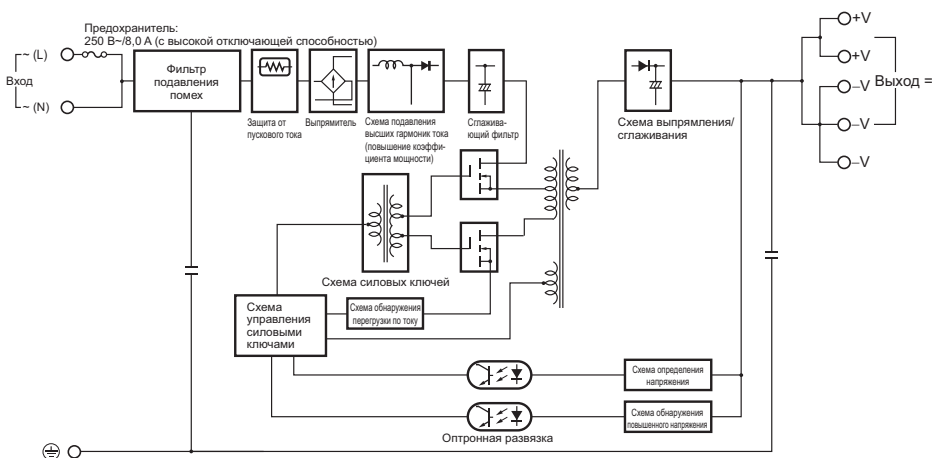 Предохранитель:
250 В~/8,0 А (с высокой отключающей способностью)
~ (L)
Вход
~ (N)
Фильтр
подавления
помех
Защита от
пускового тока
Выпрямитель
Схема подавления
высших гармоник тока
(повышение коэффи-
циента мощности)
Сглажива-
ющий фильтр
Схема выпрямления/
сглаживания
+V
+V
–V
Выход =
–V
–V
Схема силовых ключей
Схема
управления
силовыми
ключами
Схема обнаружения
перегрузки по току
Схема определения
напряжения
Схема обнаружения
повышенного напряжения
Оптронная развязка